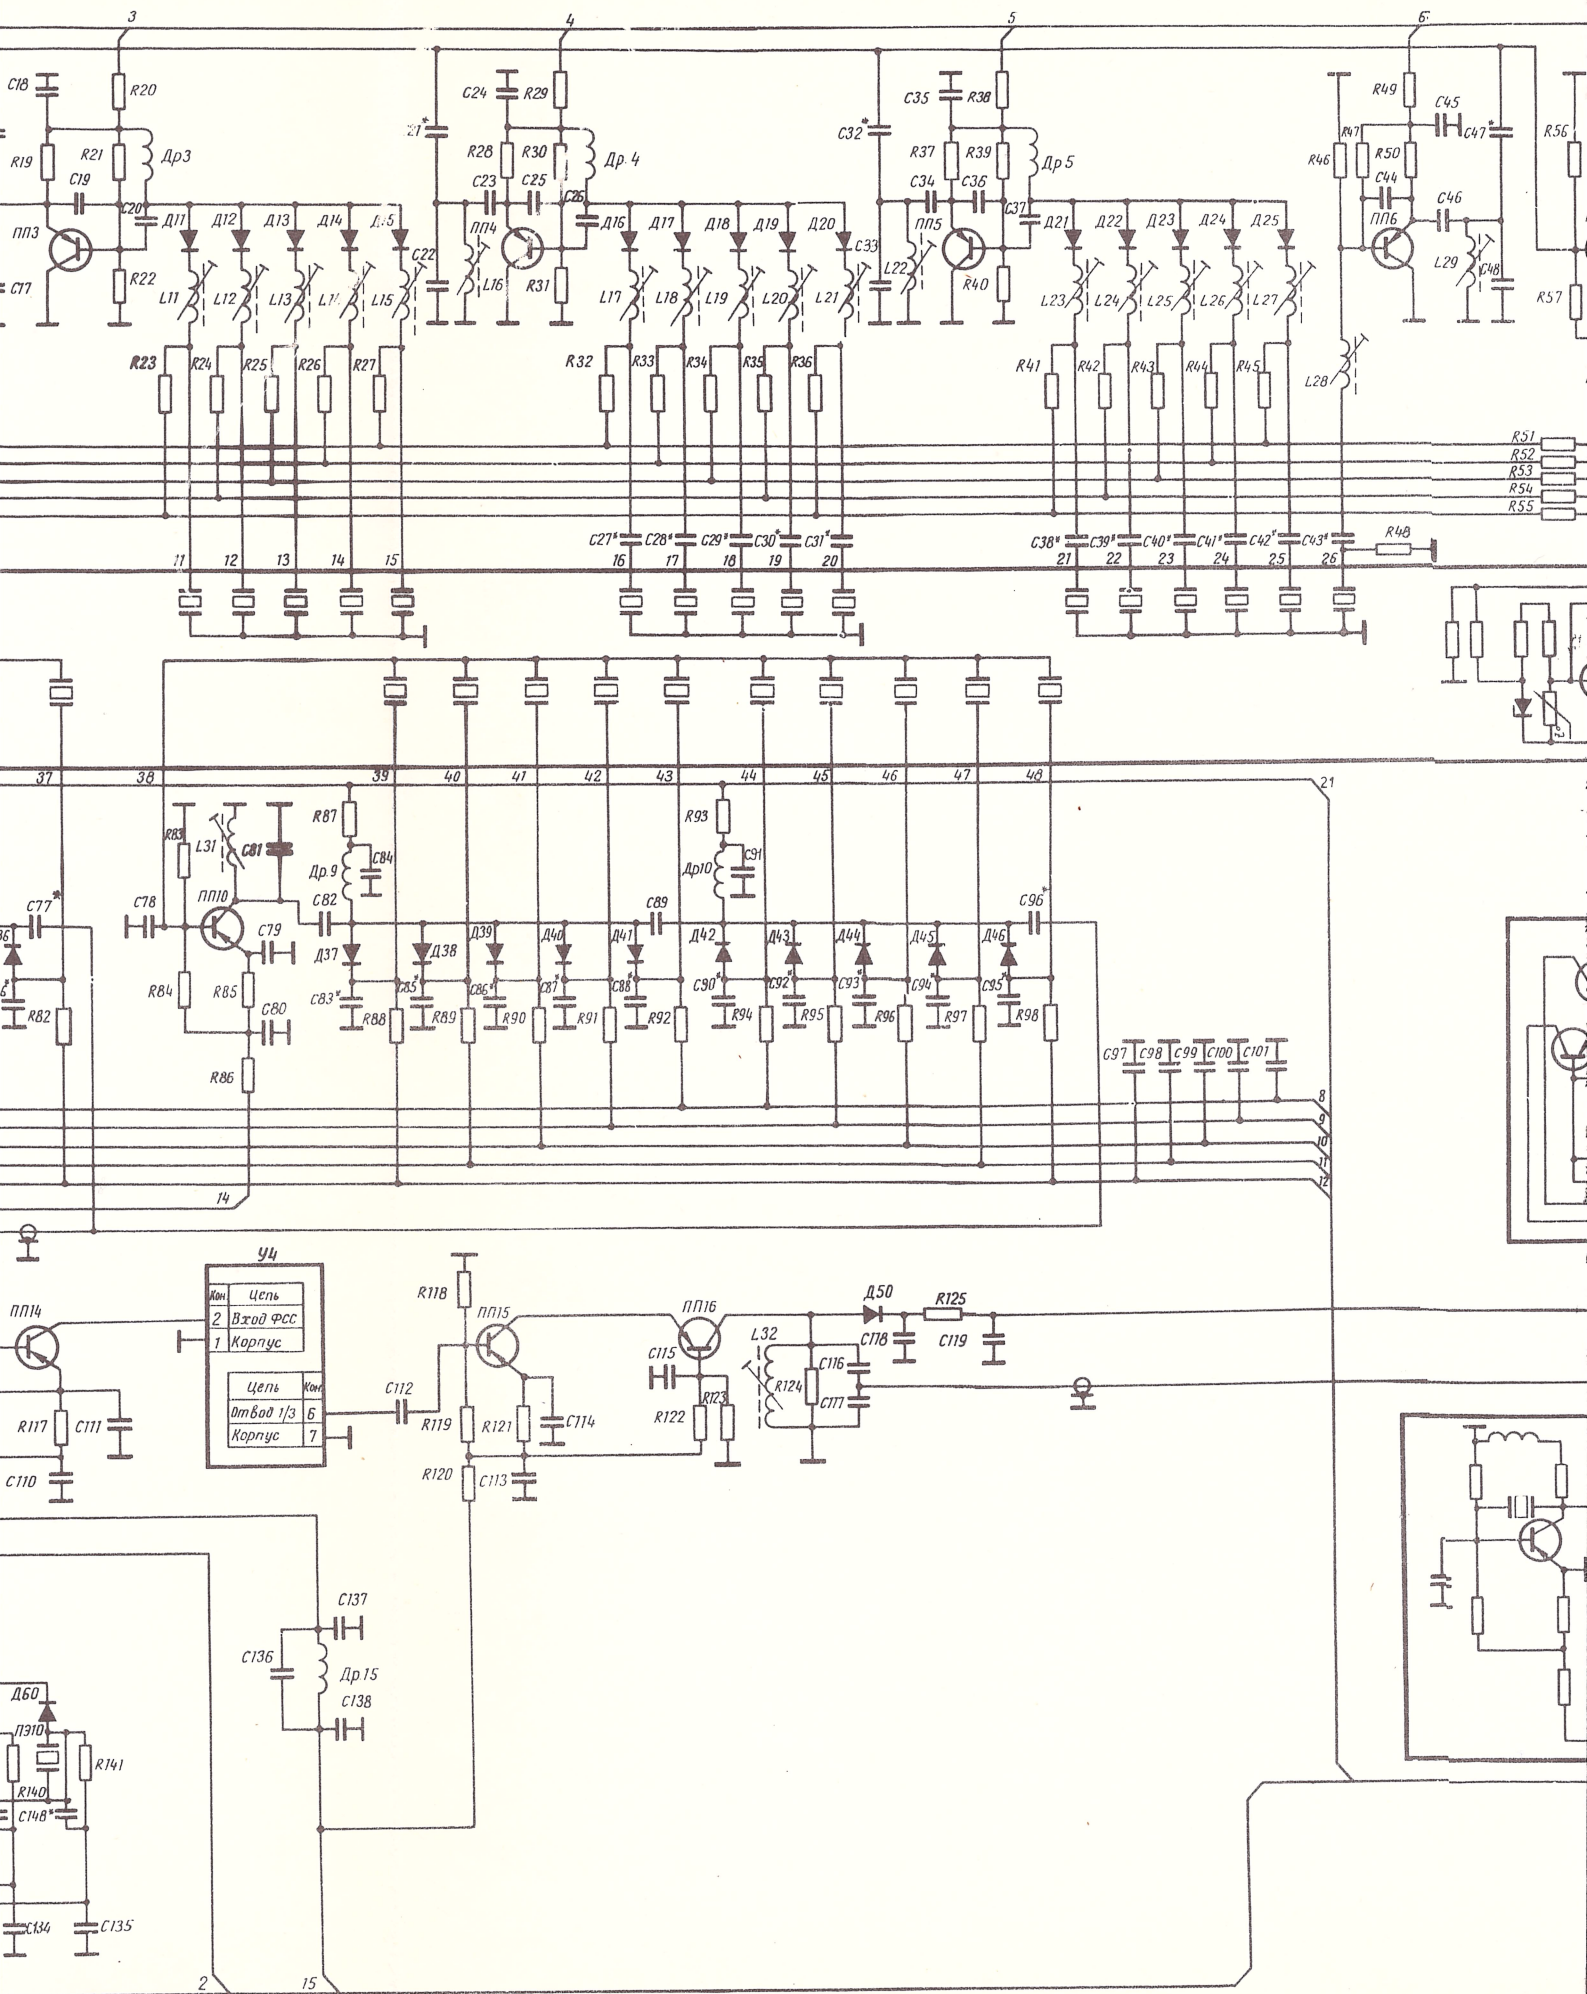 3 4 5 6
C18 R20 C24 R29 C35 R38 R49 C45
R19 R21 Др3 R28 R30 Др.4 C32* R37 R39 Др 5 R46 R47 R50 C47* R56
C19 C20 C23 C25 C26 C34 C36 C37 C44 C46
Д11 Д12 Д13 Д14 Д15 Д16 Д17 Д18 Д19 Д20 Д21 Д22 Д23 Д24 Д25
ПП3 ПП4 ПП5 ПП6
C17 R22 C22 L16 R31 C33 L22 R40 L29 C48 R57
L11 L12 L13 L15 L17 L18 L19 L20 L21 L23 L24 L25 L26 L27
R23 R24 R25 R26 R27 R32 R33 R34 R35 R36 R41 R42 R43 R44 R45 L28
R51
R52
R53
R54
R55
C27* C28* C29* C30* C31* C38* C39* C40* C41* C42* C43* R48
11 12 13 14 15 16 17 18 19 20 21 22 23 24 25 26
37 38 39 40 41 42 43 44 45 46 47 48 21
R83 L31 C81 R87 C84 R93 C91
Др.9 Др10
C77* C78 ПП10 C82 C89 C96*
C79 Д37 Д38 Д39 Д40 Д41 Д42 Д43 Д44 Д45 Д46
R82 R84 R85 C80 C83* C85* C86* C87* C88* C90* C92* C93* C94* C95*
R88 R89 R90 R91 R92 R94 R95 R96 R97 R98
R86 C97 C98 C99 C100 C101
8
9
10
11
12
14
У4
Кон Цепь
2 Вход ФСС
1 Корпус
Цепь Кон
Отвод 1/3 6
Корпус 7
ПП14 R118 ПП15 ПП16 Д50 R125
L32 C118 C119
C112 C115 R124 C116 C117
R117 C111 R119 R121 C114 R122 R123
C110 R120 C113
C137
C136 Др.15
C138
Д60
ПЭ10 R141
R140
C148*
C134 C135
2 15